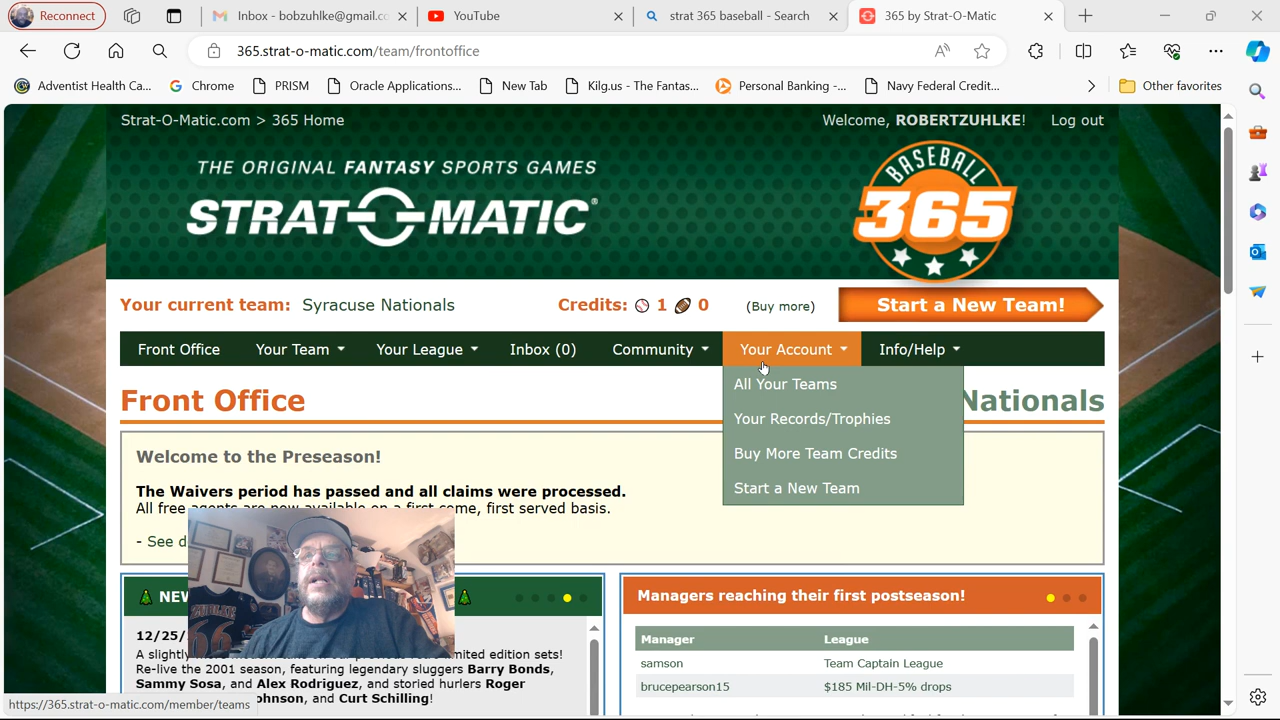 Reconnect
Inbox - bobzuhlke@gmail.cc
YouTube
strat 365 baseball - Search
365 by Strat-O-Matic
365.strat-o-matic.com/team/frontoffice
Adventist Health Ca...
Chrome
PRISM
Oracle Applications...
New Tab
Kilg.us - The Fantas...
Personal Banking -...
Navy Federal Credit...
Other favorites
Strat-O-Matic.com > 365 Home
Welcome, ROBERTZUHLKE! Log out
THE ORIGINAL FANTASY SPORTS GAMES
STRAT-O-MATIC
BASEBALL
365
Your current team: Syracuse Nationals
Credits: 1 0 (Buy more)
Start a New Team!
Front Office
Your Team
Your League
Inbox (0)
Community
Your Account
Info/Help
All Your Teams
Your Records/Trophies
Buy More Team Credits
Start a New Team
Front Office
Nationals
Welcome to the Preseason!
The Waivers period has passed and all claims were processed.
All free agents are now available on a first come, first served basis.
- See d
NEW
12/25/
A slightly
mited edition sets!
Re-live the 2001 season, featuring legendary sluggers Barry Bonds,
Sammy Sosa, and Alex Rodriguez, and storied hurlers Roger
ohnson, and Curt Schilling!
Managers reaching their first postseason!
Manager League
samson Team Captain League
brucepearson15 $185 Mil-DH-5% drops
https://365.strat-o-matic.com/member/teams